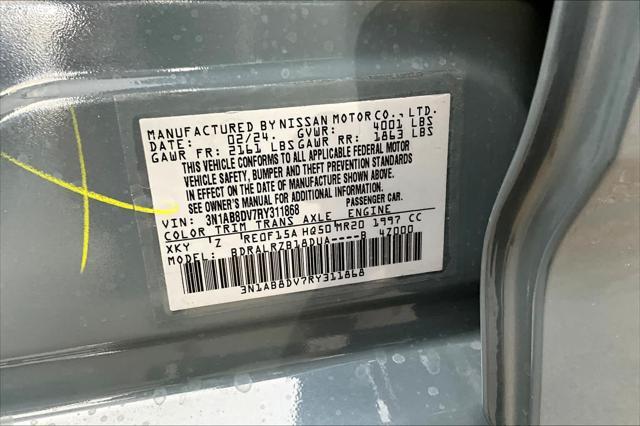 MANUFACTURED BY NISSAN MOTOR CO., LTD.
DATE: 02/24 GVWR: 4001 LBS
GAWR FR: 2161 LBS GAWR RR: 1863 LBS
THIS VEHICLE CONFORMS TO ALL APPLICABLE FEDERAL MOTOR
VEHICLE SAFETY, BUMPER AND THEFT PREVENTION STANDARDS
IN EFFECT ON THE DATE OF MANUFACTURE SHOWN ABOVE.
SEE OWNER'S MANUAL FOR ADDITIONAL INFORMATION.
VIN: 3N1AB8DV7RY311868 PASSENGER CAR.
COLOR TRIM TRANS AXLE ENGINE
XKY Z RE0F15A HQ50 MR20 1997 CC
MODEL: BDRALRZB18DUA----B 47000
3N1AB8DV7RY311868